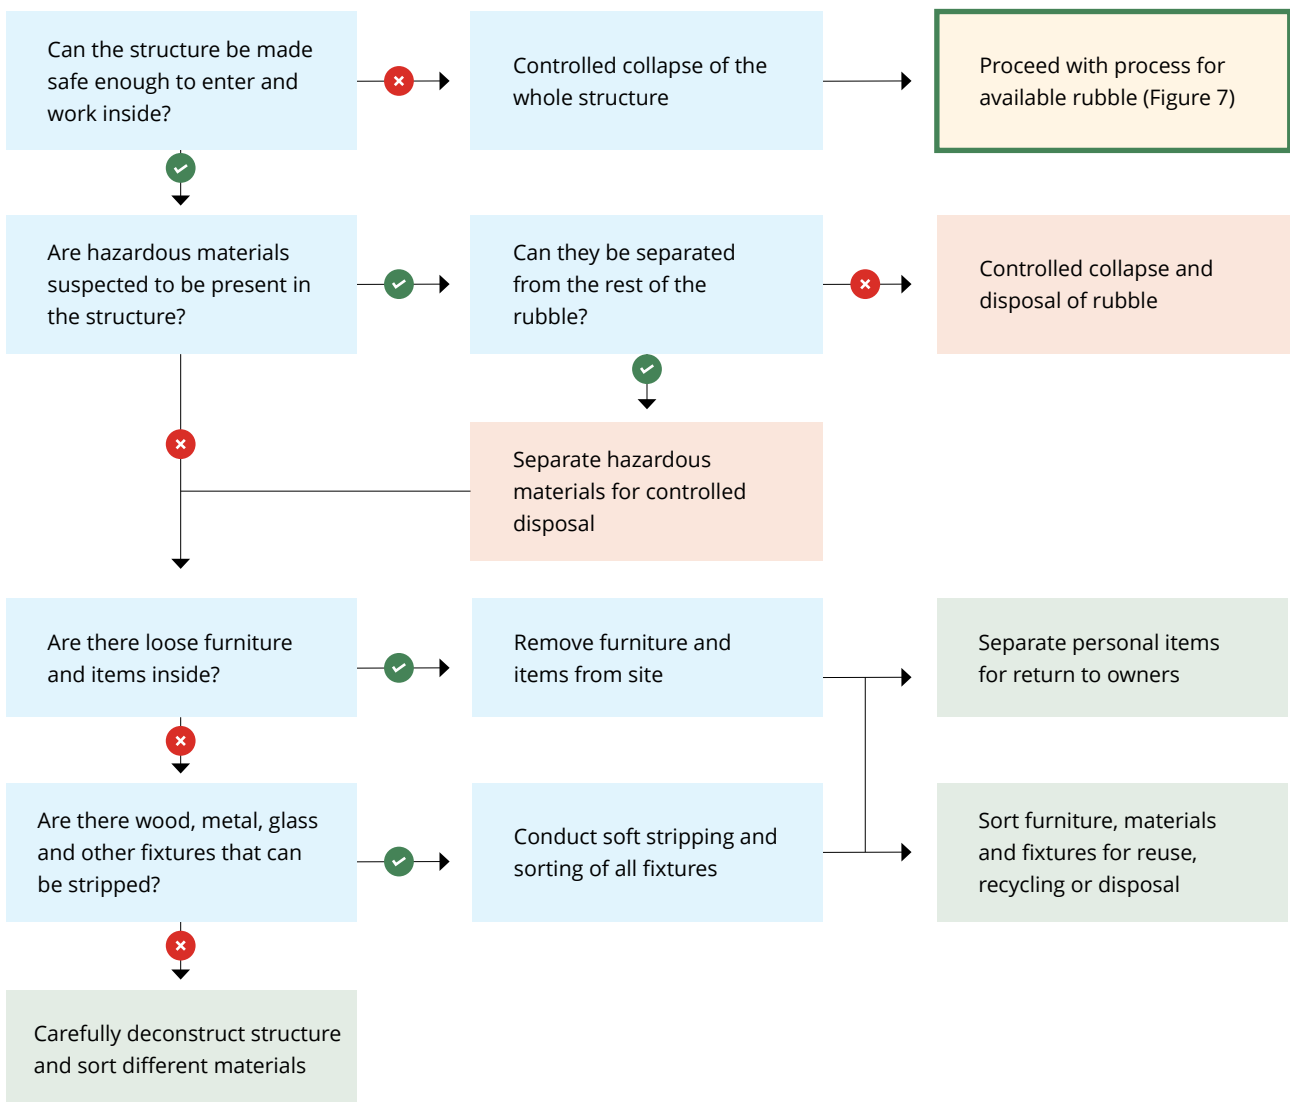 Can the structure be made
safe enough to enter and
work inside?
Controlled collapse of the
whole structure
Proceed with process for
available rubble (Figure 7)
Are hazardous materials
suspected to be present in
the structure?
Can they be separated
from the rest of the
rubble?
Controlled collapse and
disposal of rubble
Separate hazardous
materials for controlled
disposal
Are there loose furniture
and items inside?
Remove furniture and
items from site
Separate personal items
for return to owners
Are there wood, metal, glass
and other fixtures that can
be stripped?
Conduct soft stripping and
sorting of all fixtures
Sort furniture, materials
and fixtures for reuse,
recycling or disposal
Carefully deconstruct structure
and sort different materials